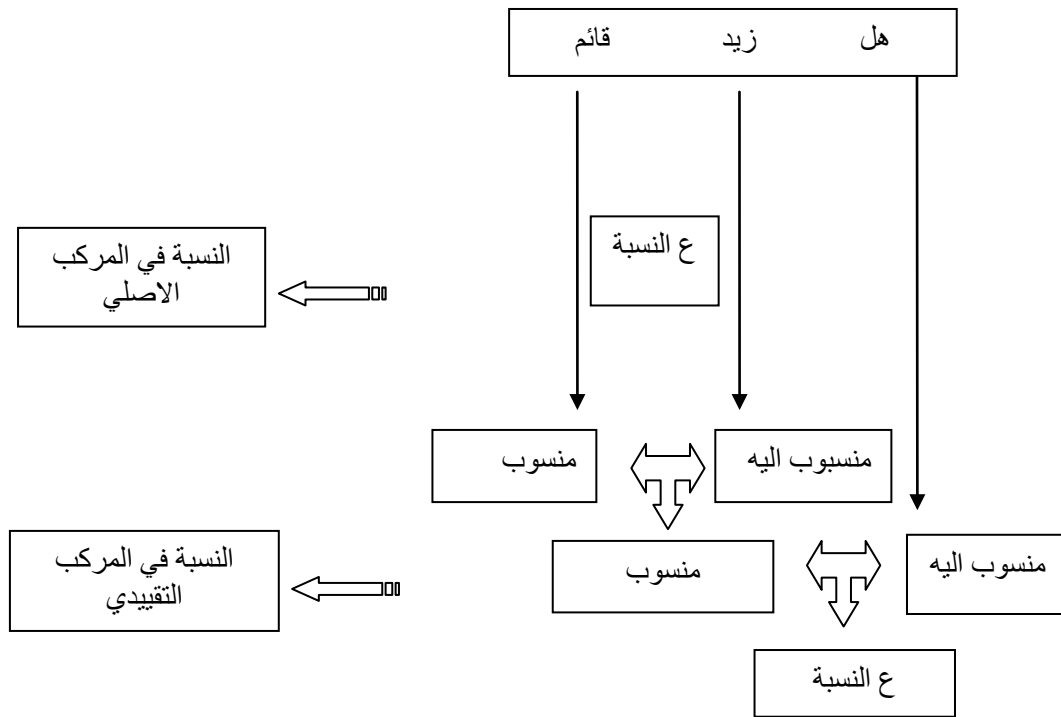 هل زيد قائم
ع النسبة
النسبة في المركب
الاصلي
منسبوب اليه
منسوب
منسوب اليه
منسوب
النسبة في المركب
التقييدي
ع النسبة